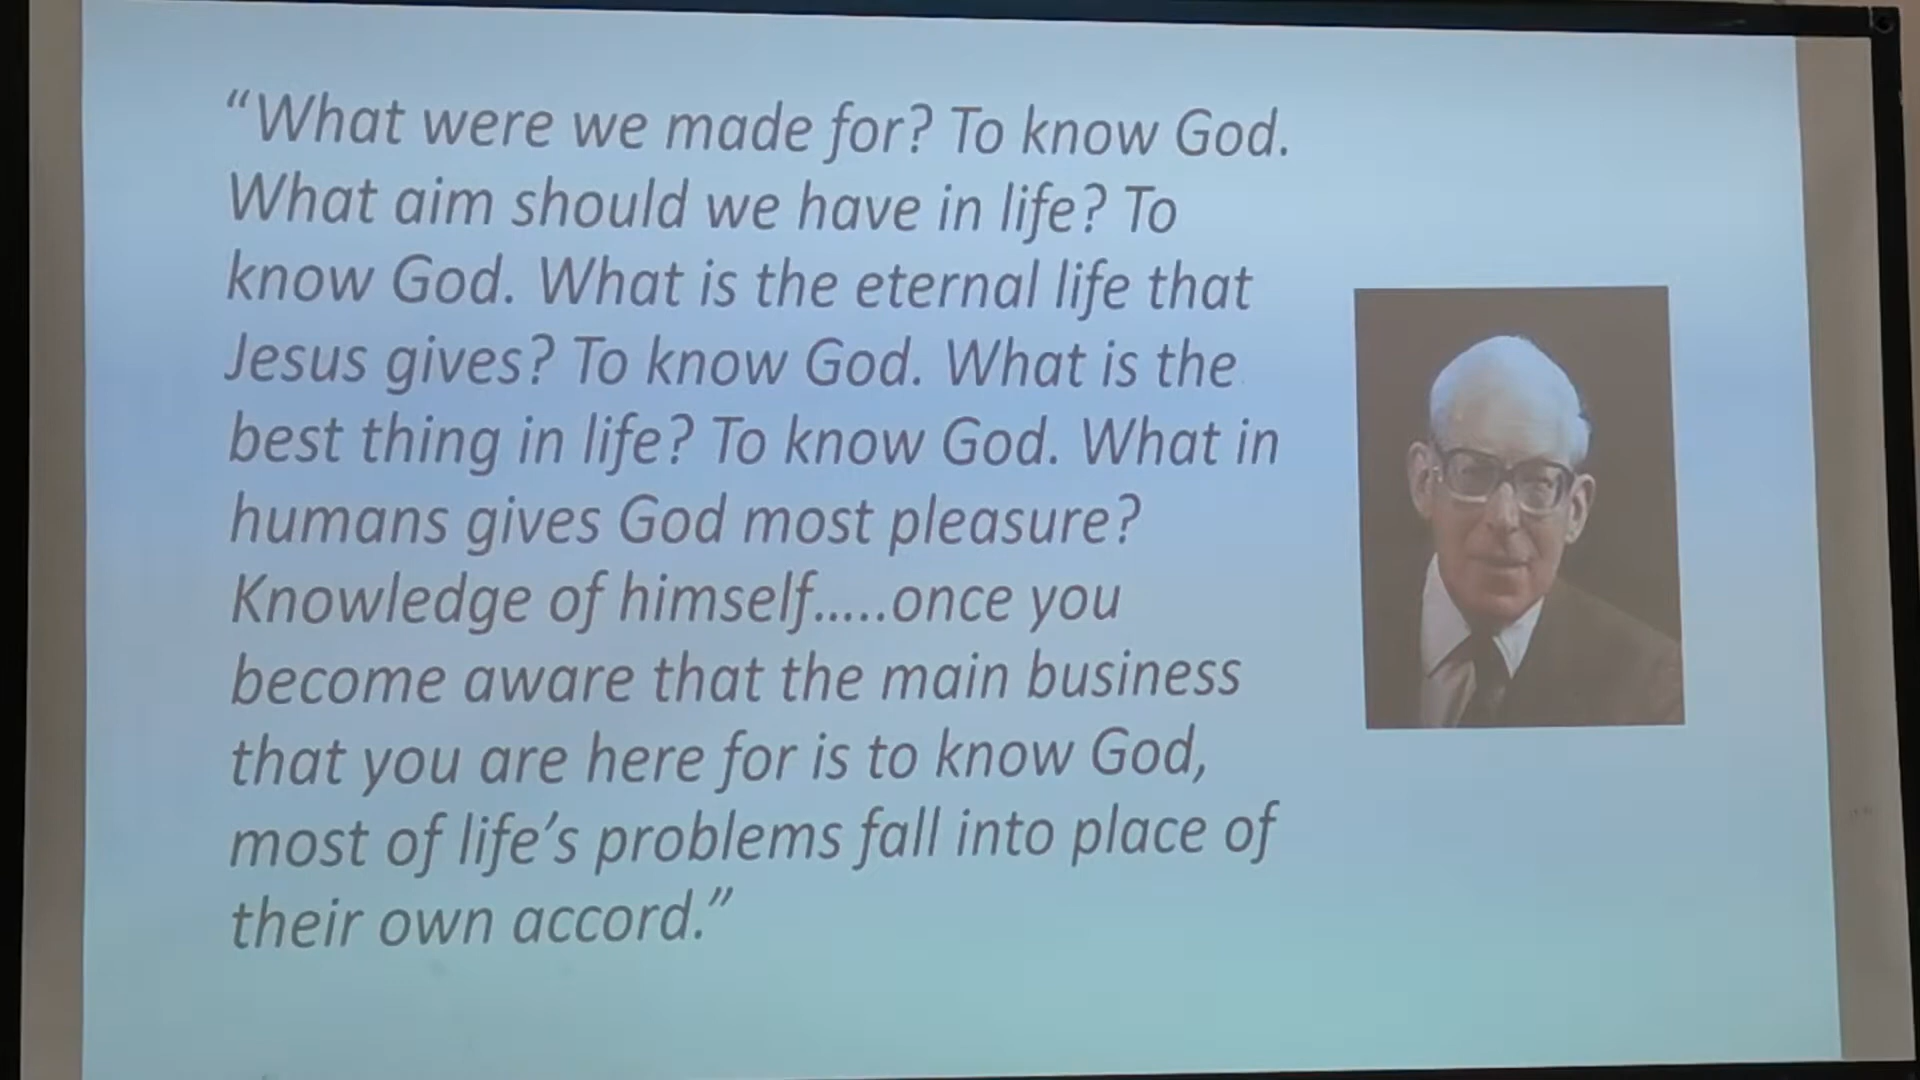 “What were we made for? To know God.
What aim should we have in life? To
know God. What is the eternal life that
Jesus gives? To know God. What is the
best thing in life? To know God. What in
humans gives God most pleasure?
Knowledge of himself.....once you
become aware that the main business
that you are here for is to know God,
most of life’s problems fall into place of
their own accord.”